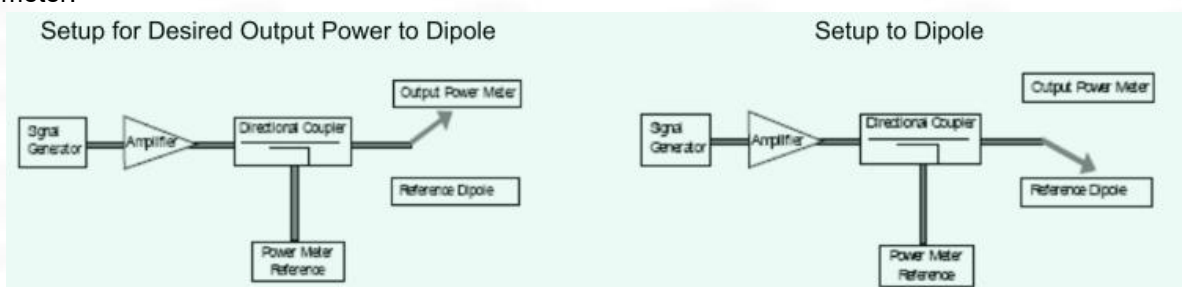 meter.
Setup for Desired Output Power to Dipole
Setup to Dipole
Signal
Generator
Amplifier
Directional Coupler
Output Power Meter
Reference Dipole
Power Meter
Reference
Signal
Generator
Amplifier
Directional Coupler
Output Power Meter
Reference Dipole
Power Meter
Reference